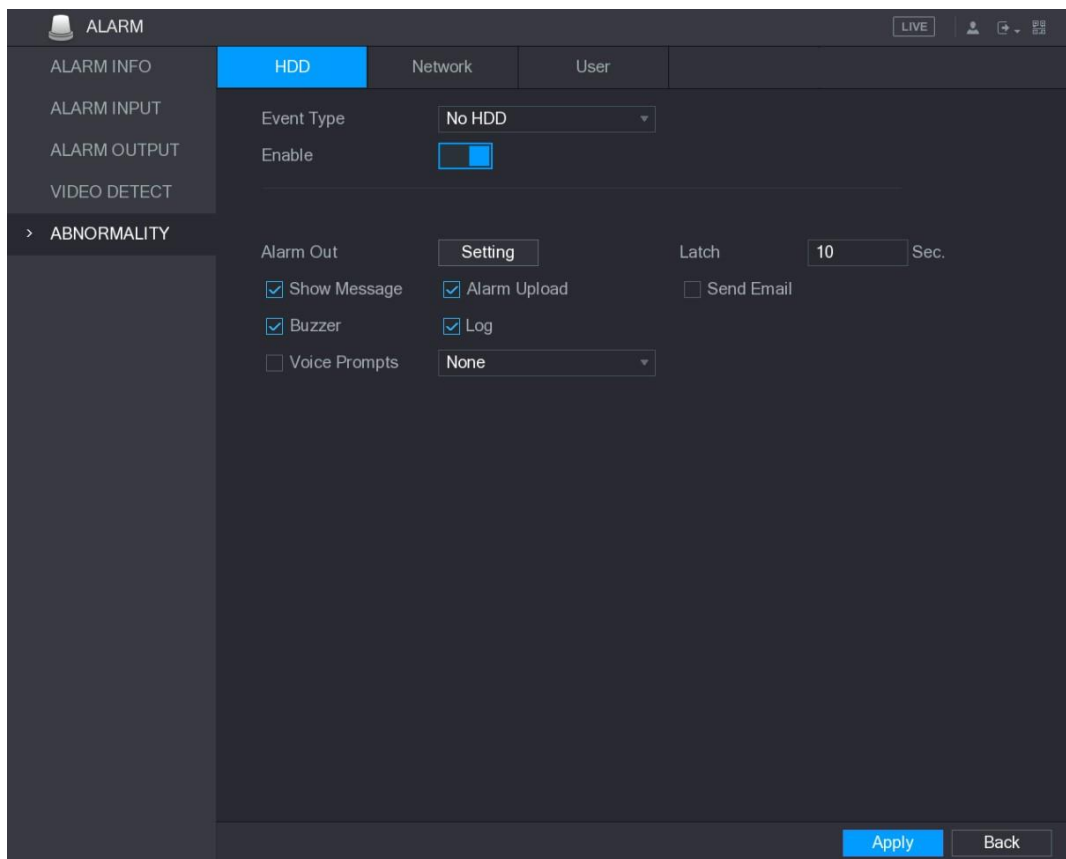 ALARM LIVE
ALARM INFO
ALARM INPUT
ALARM OUTPUT
VIDEO DETECT
> ABNORMALITY
HDD Network User
Event Type No HDD
Enable
Alarm Out Setting Latch 10 Sec.
Show Message Alarm Upload Send Email
Buzzer Log
Voice Prompts None
Apply Back